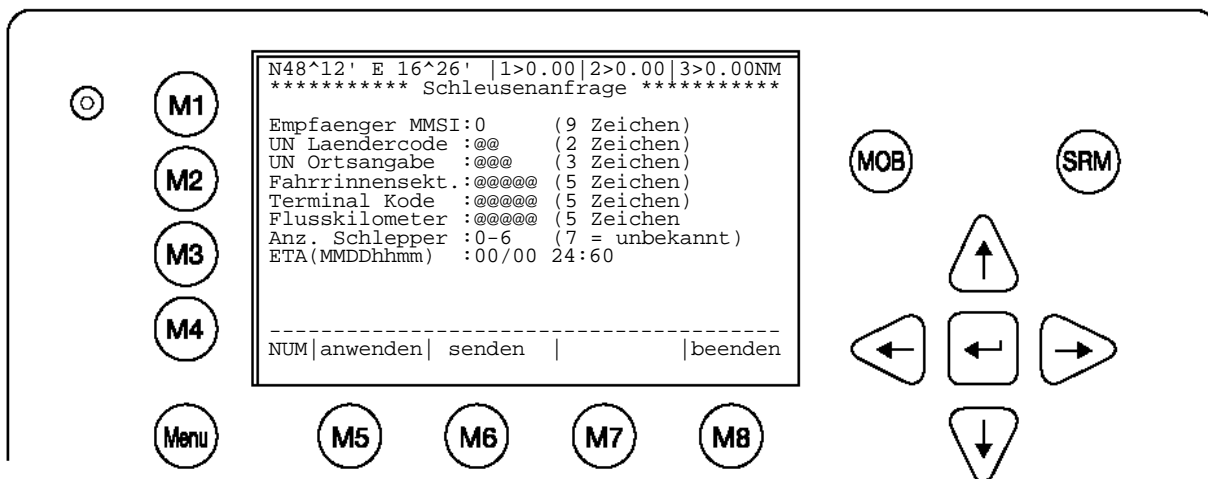 N48^12' E 16^26' |1>0.00|2>0.00|3>0.00NM
*********** Schleusenanfrage ***********
Empfaenger MMSI:0 (9 Zeichen)
UN Laendercode :@@ (2 Zeichen)
UN Ortsangabe :@@@ (3 Zeichen)
Fahrrinnensekt.:@@@@@ (5 Zeichen)
Terminal Kode :@@@@@ (5 Zeichen)
Flusskilometer :@@@@@ (5 Zeichen
Anz. Schlepper :0-6 (7 = unbekannt)
ETA(MMDDhhmm) :00/00 24:60
----------------------------------------
NUM|anwenden| senden | |beenden
M1
M2
M3
M4
Menu
M5
M6
M7
M8
MOB
SRM